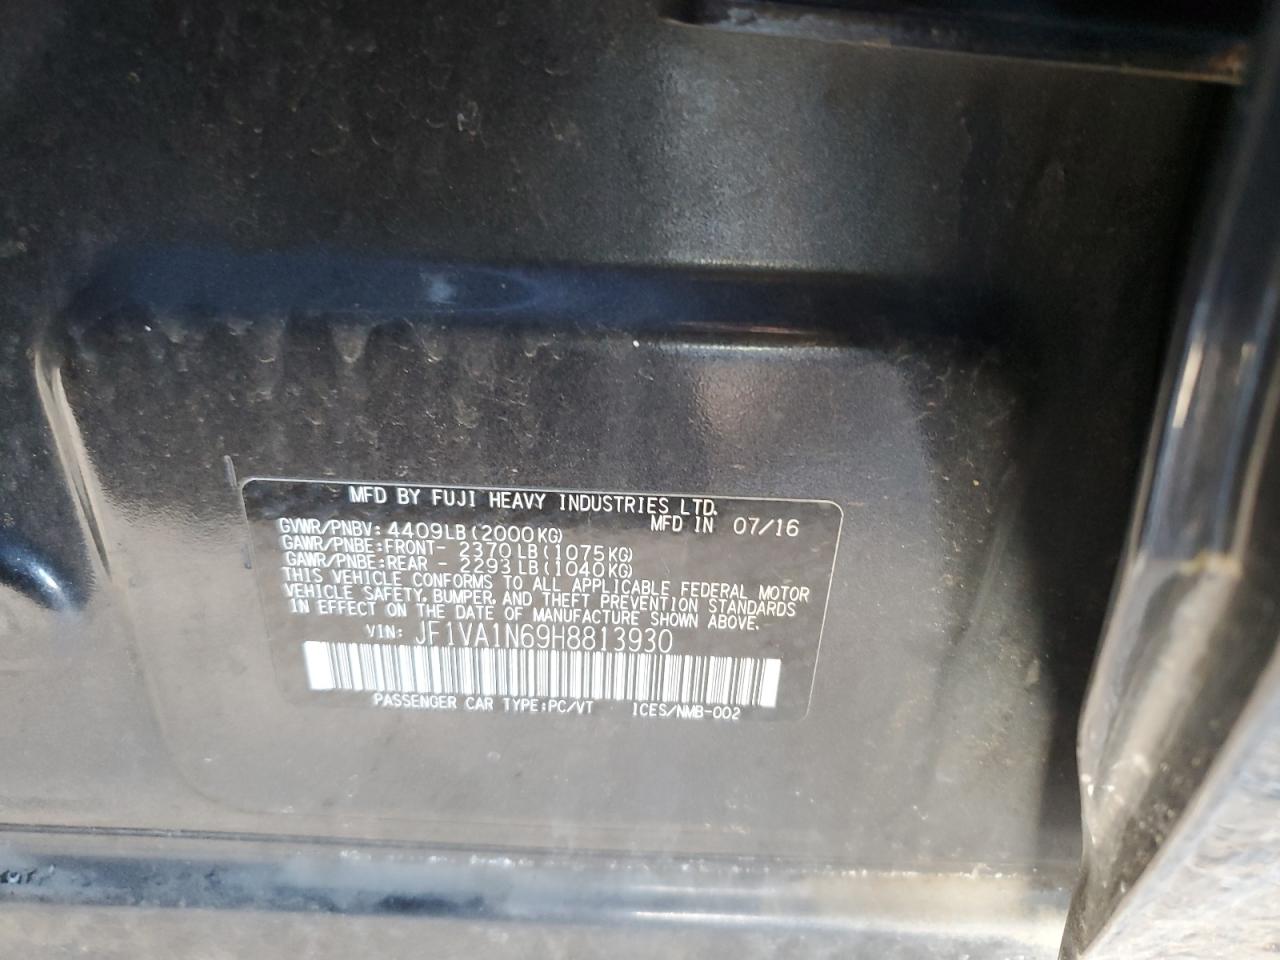 MFD BY FUJI HEAVY INDUSTRIES LTD.
MFD IN 07/16
GVWR/PNBV: 4409LB (2000KG)
GAWR/PNBE: FRONT- 2370LB (1075KG)
GAWR/PNBE: REAR - 2293LB (1040KG)
THIS VEHICLE CONFORMS TO ALL APPLICABLE FEDERAL MOTOR
VEHICLE SAFETY, BUMPER, AND THEFT PREVENTION STANDARDS
IN EFFECT ON THE DATE OF MANUFACTURE SHOWN ABOVE.
VIN: JF1VA1N69H8813930
PASSENGER CAR TYPE:PC/VT ICES/NMB-002